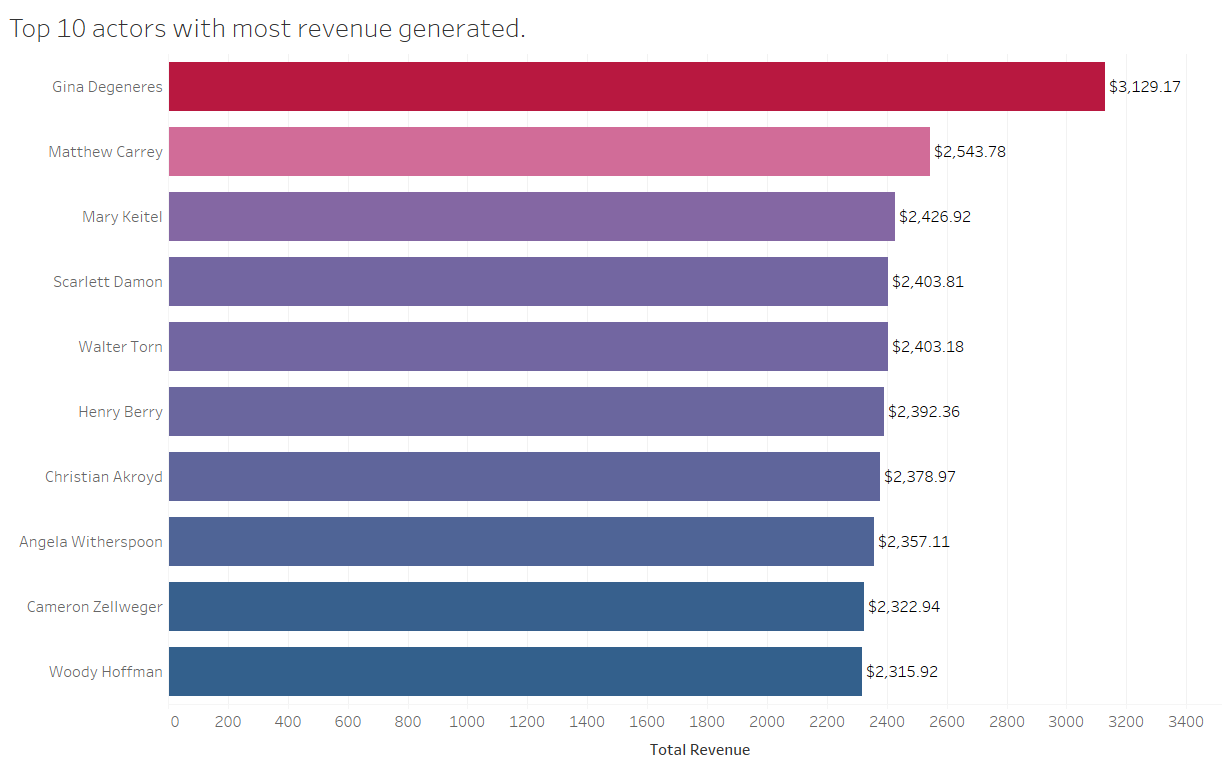 Top 10 actors with most revenue generated.
Gina Degeneres $3,129.17
Matthew Carrey $2,543.78
Mary Keitel $2,426.92
Scarlett Damon $2,403.81
Walter Torn $2,403.18
Henry Berry $2,392.36
Christian Akroyd $2,378.97
Angela Witherspoon $2,357.11
Cameron Zellweger $2,322.94
Woody Hoffman $2,315.92
0 200 400 600 800 1000 1200 1400 1600 1800 2000 2200 2400 2600 2800 3000 3200 3400
Total Revenue